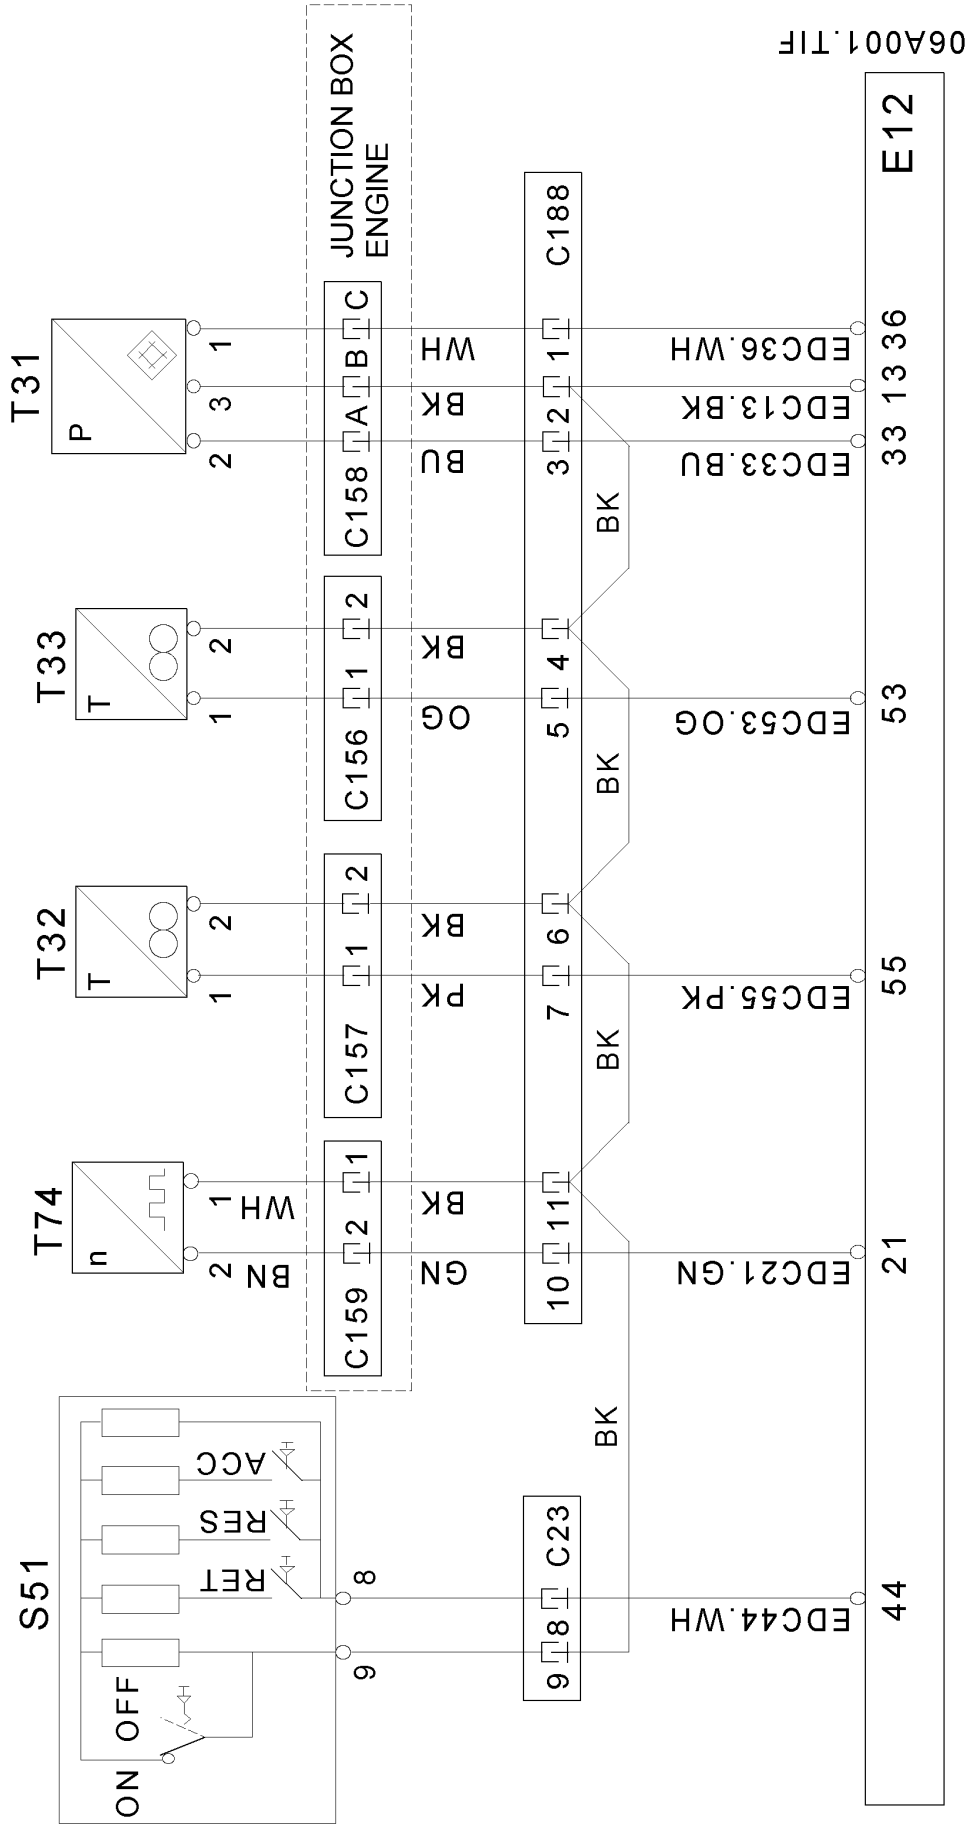 06A001.TIF
T31
P
2
3
1
T33
T
1
2
T32
T
1
2
T74
n
2
1
BN
WH
S51
ON
OFF
RET
RES
ACC
9
8
JUNCTION BOX
ENGINE
C158
A
B
C
C156
1
2
C157
1
2
C159
2
1
BU
BK
WH
OG
BK
PK
BK
GN
BK
C188
1
2
3
4
5
6
7
11
10
C23
8
9
BK
BK
BK
BK
EDC36.WH
EDC13.BK
EDC33.BU
EDC53.OG
EDC55.PK
EDC21.GN
EDC44.WH
E12
36
13
33
53
55
21
44